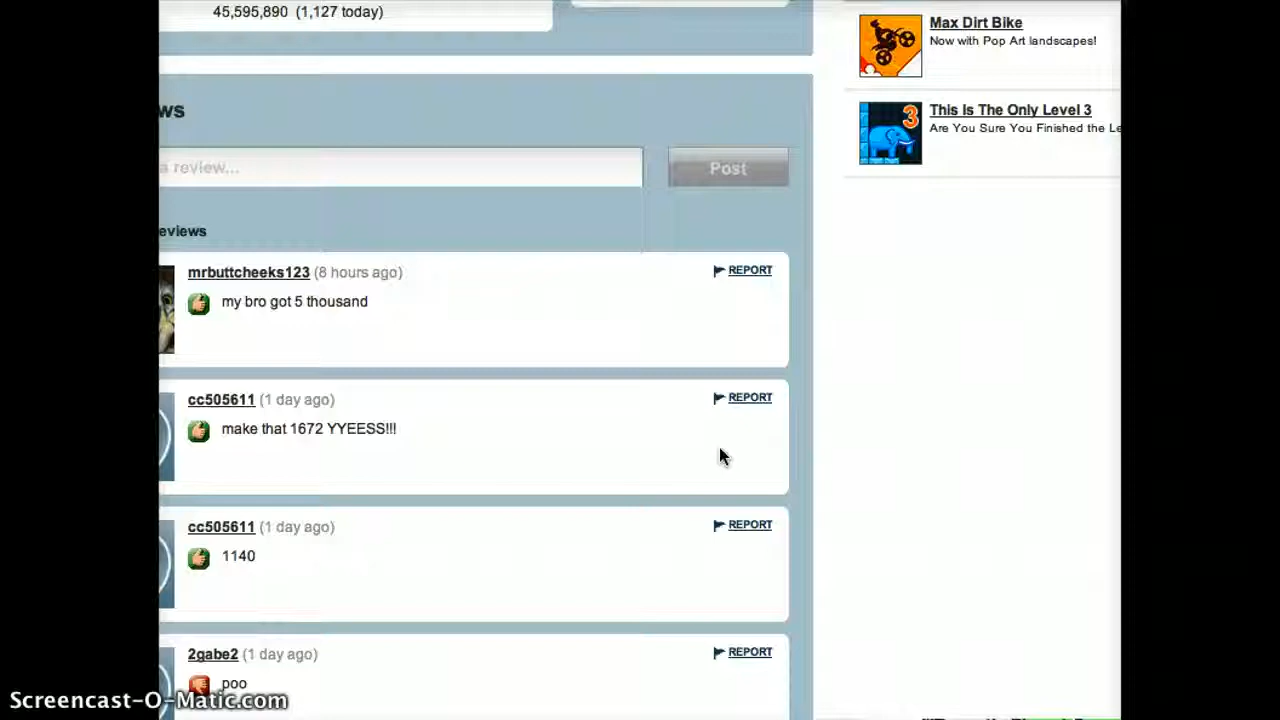 45,595,890 (1,127 today)
Max Dirt Bike
Now with Pop Art landscapes!
3
This Is The Only Level 3
Are You Sure You Finished the Le
ws
a review...
Post
eviews
mrbuttcheeks123 (8 hours ago)
REPORT
my bro got 5 thousand
cc505611 (1 day ago)
REPORT
make that 1672 YYEESS!!!
cc505611 (1 day ago)
REPORT
1140
2gabe2 (1 day ago)
REPORT
poo
Screencast-O-Matic.com